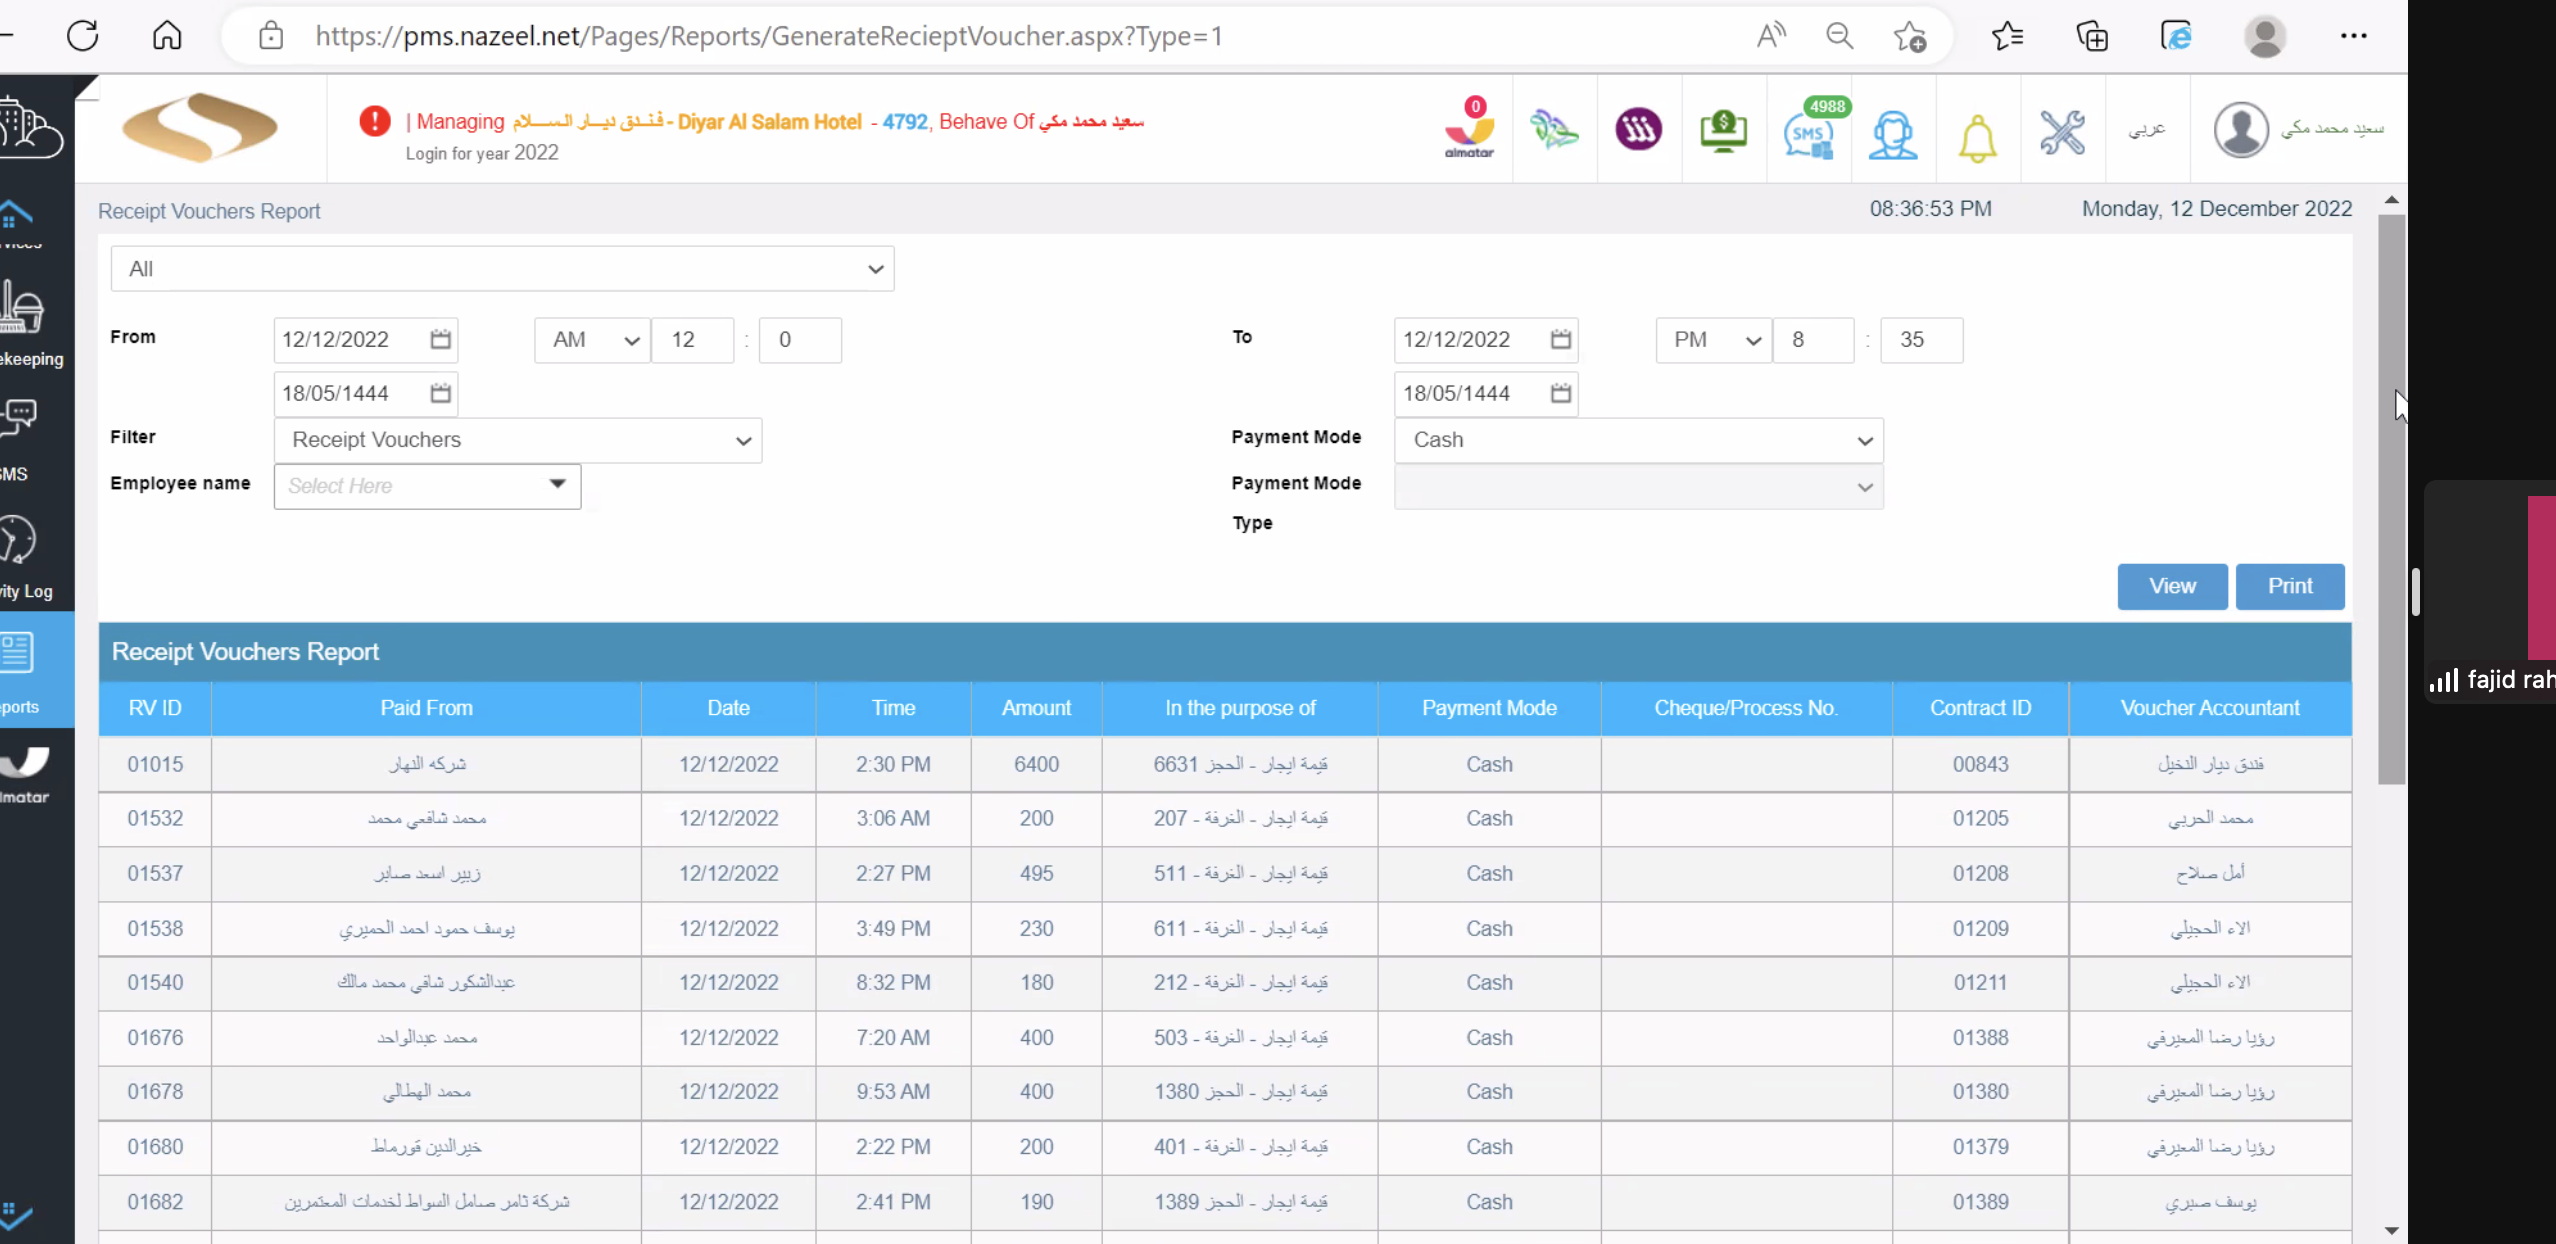 https://pms.nazeel.net/Pages/Reports/GenerateRecieptVoucher.aspx?Type=1
| Managing فندق ديار السلام - Diyar Al Salam Hotel - 4792, Behave Of سعيد محمد مكي
Login for year 2022
0
almatar
4988
SMS
عربي
سعيد محمد مكي
Receipt Vouchers Report
08:36:53 PM Monday, 12 December 2022
All
From 12/12/2022 AM 12 : 0
To 12/12/2022 PM 8 : 35
18/05/1444
18/05/1444
Filter Receipt Vouchers
Payment Mode Cash
Employee name Select Here
Payment Mode
Type
View Print
ekeeping
SMS
ity Log
ports
lmatar
Receipt Vouchers Report
RV ID Paid From Date Time Amount In the purpose of Payment Mode Cheque/Process No. Contract ID Voucher Accountant
01015 شركه النهار 12/12/2022 2:30 PM 6400 قيمة ايجار - الحجز 6631 Cash 00843 فندق ديار النخيل
01532 محمد شافعي محمد 12/12/2022 3:06 AM 200 قيمة ايجار - الغرفة - 207 Cash 01205 محمد الحربي
01537 زبير اسعد صابر 12/12/2022 2:27 PM 495 قيمة ايجار - الغرفة - 511 Cash 01208 أمل صلاح
01538 يوسف حمود احمد الحميري 12/12/2022 3:49 PM 230 قيمة ايجار - الغرفة - 611 Cash 01209 الاء الحجيلي
01540 عبدالشكور شافي محمد مالك 12/12/2022 8:32 PM 180 قيمة ايجار - الغرفة - 212 Cash 01211 الاء الحجيلي
01676 محمد عبدالواحد 12/12/2022 7:20 AM 400 قيمة ايجار - الغرفة - 503 Cash 01388 رؤيا رضا المعيرفي
01678 محمد الهطالي 12/12/2022 9:53 AM 400 قيمة ايجار - الحجز 1380 Cash 01380 رؤيا رضا المعيرفي
01680 خيرالدين قورماط 12/12/2022 2:22 PM 200 قيمة ايجار - الغرفة - 401 Cash 01379 رؤيا رضا المعيرفي
01682 شركة ثامر صامل السواط لخدمات المعتمرين 12/12/2022 2:41 PM 190 قيمة ايجار - الحجز 1389 Cash 01389 يوسف صبري
fajid rah